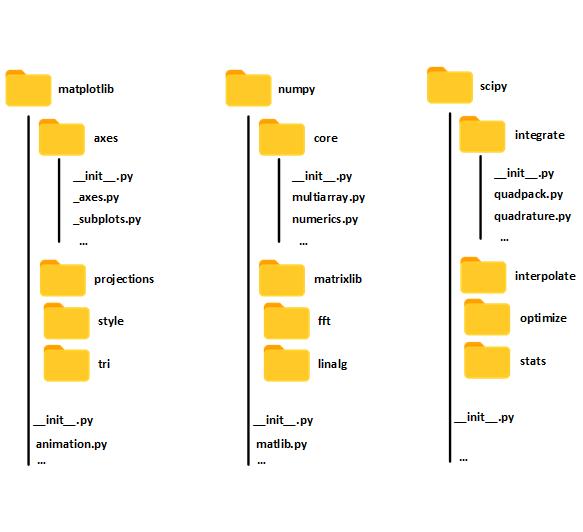 matplotlib
axes
__init__.py
_axes.py
_subplots.py
...
projections
style
tri
__init__.py
animation.py
...
numpy
core
__init__.py
multiarray.py
numerics.py
...
matrixlib
fft
linalg
__init__.py
matlib.py
...
scipy
integrate
__init__.py
quadpack.py
quadrature.py
...
interpolate
optimize
stats
__init__.py
...